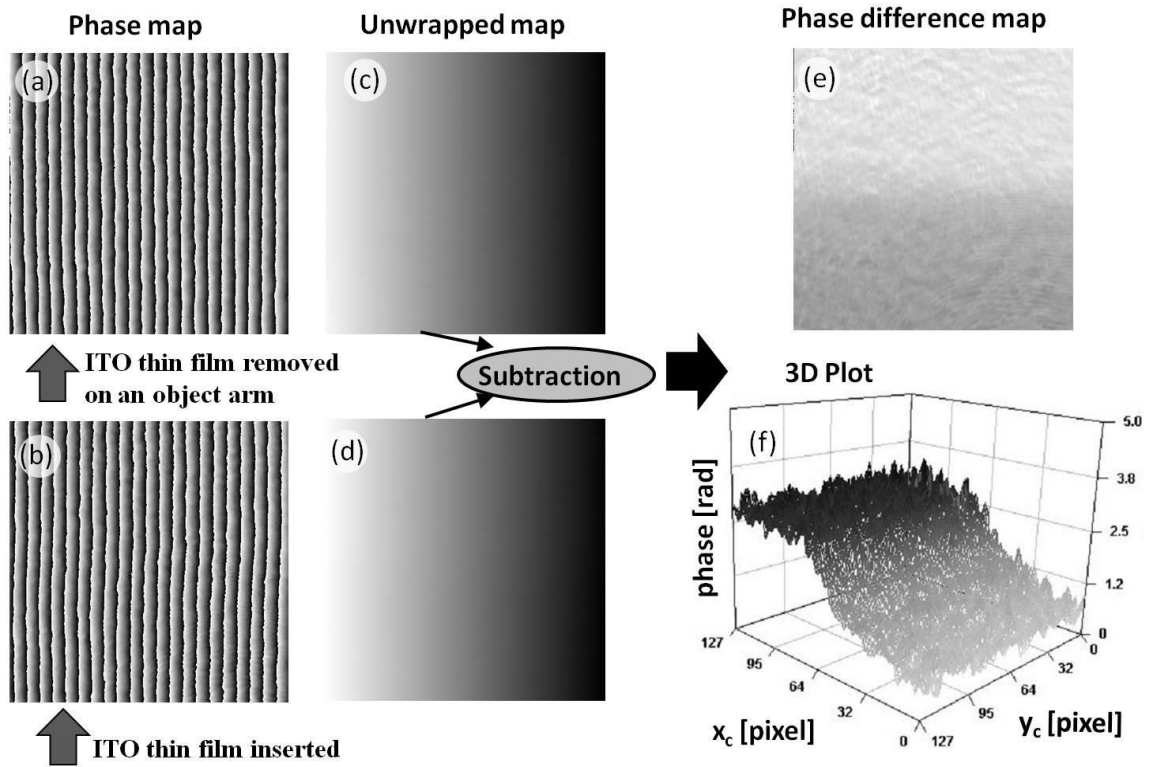 Phase map
Unwrapped map
Phase difference map
(a)
(c)
(e)
ITO thin film removed
on an object arm
Subtraction
3D Plot
(b)
(d)
(f)
5.0
3.8
2.5
1.2
0
phase [rad]
127
95
64
32
0
x_c [pixel]
0
32
64
95
127
y_c [pixel]
ITO thin film inserted